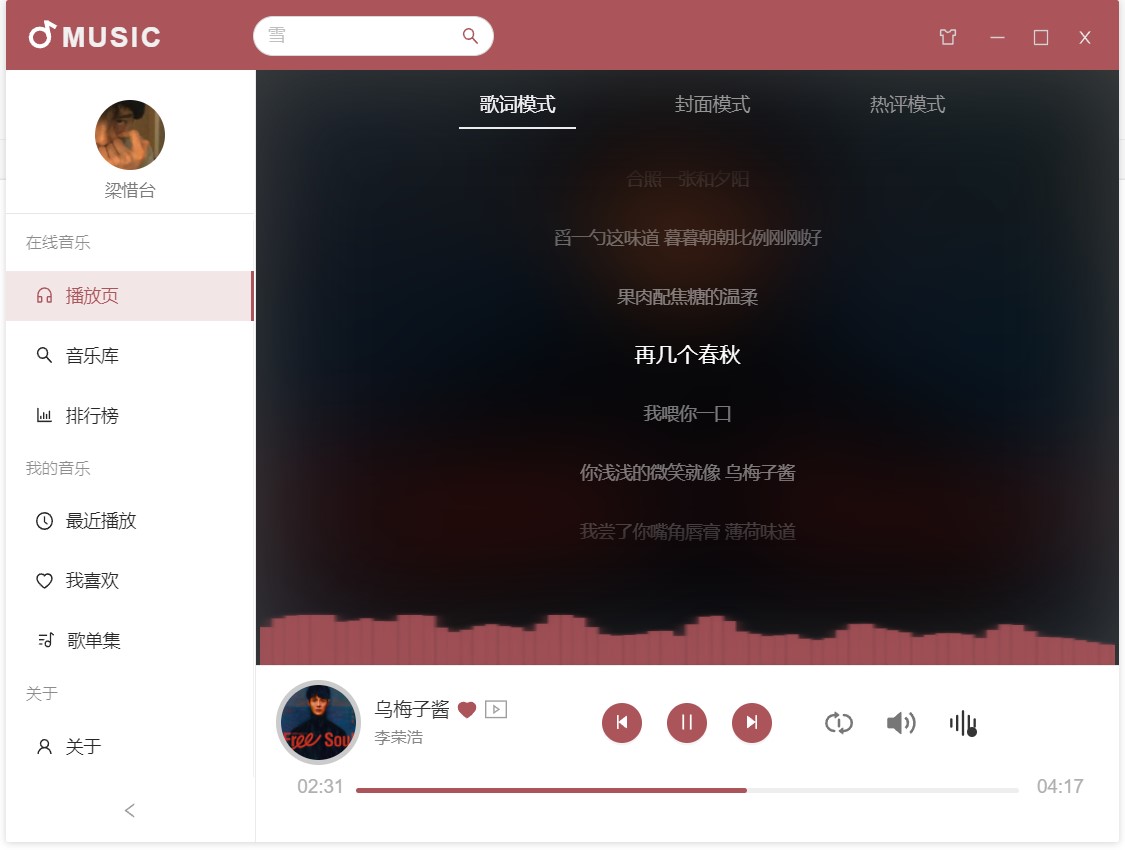 MUSIC
雪
梁惜台
在线音乐
播放页
音乐库
排行榜
我的音乐
最近播放
我喜欢
歌单集
关于
关于
歌词模式
封面模式
热评模式
合照一张和夕阳
舀一勺这味道 暮暮朝朝比例刚刚好
果肉配焦糖的温柔
再几个春秋
我喂你一口
你浅浅的微笑就像 乌梅子酱
我尝了你嘴角唇膏 薄荷味道
Free Soul
乌梅子酱
李荣浩
02:31
04:17